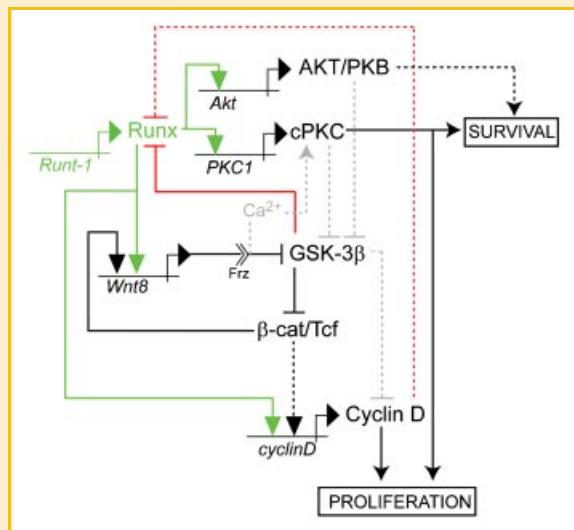 AKT/PKB
Akt
Runx
cPKC
SURVIVAL
Runt-1
PKC1
Ca2+
GSK-3β
Wnt8
Frz
β-cat/Tcf
Cyclin D
cyclinD
PROLIFERATION